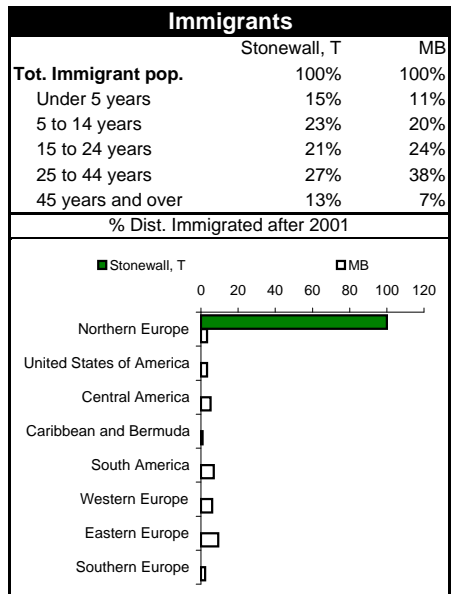 Immigrants
Stonewall, T MB
Tot. Immigrant pop. 100% 100%
Under 5 years 15% 11%
5 to 14 years 23% 20%
15 to 24 years 21% 24%
25 to 44 years 27% 38%
45 years and over 13% 7%
% Dist. Immigrated after 2001
Stonewall, T MB
0 20 40 60 80 100 120
Northern Europe
United States of America
Central America
Caribbean and Bermuda
South America
Western Europe
Eastern Europe
Southern Europe